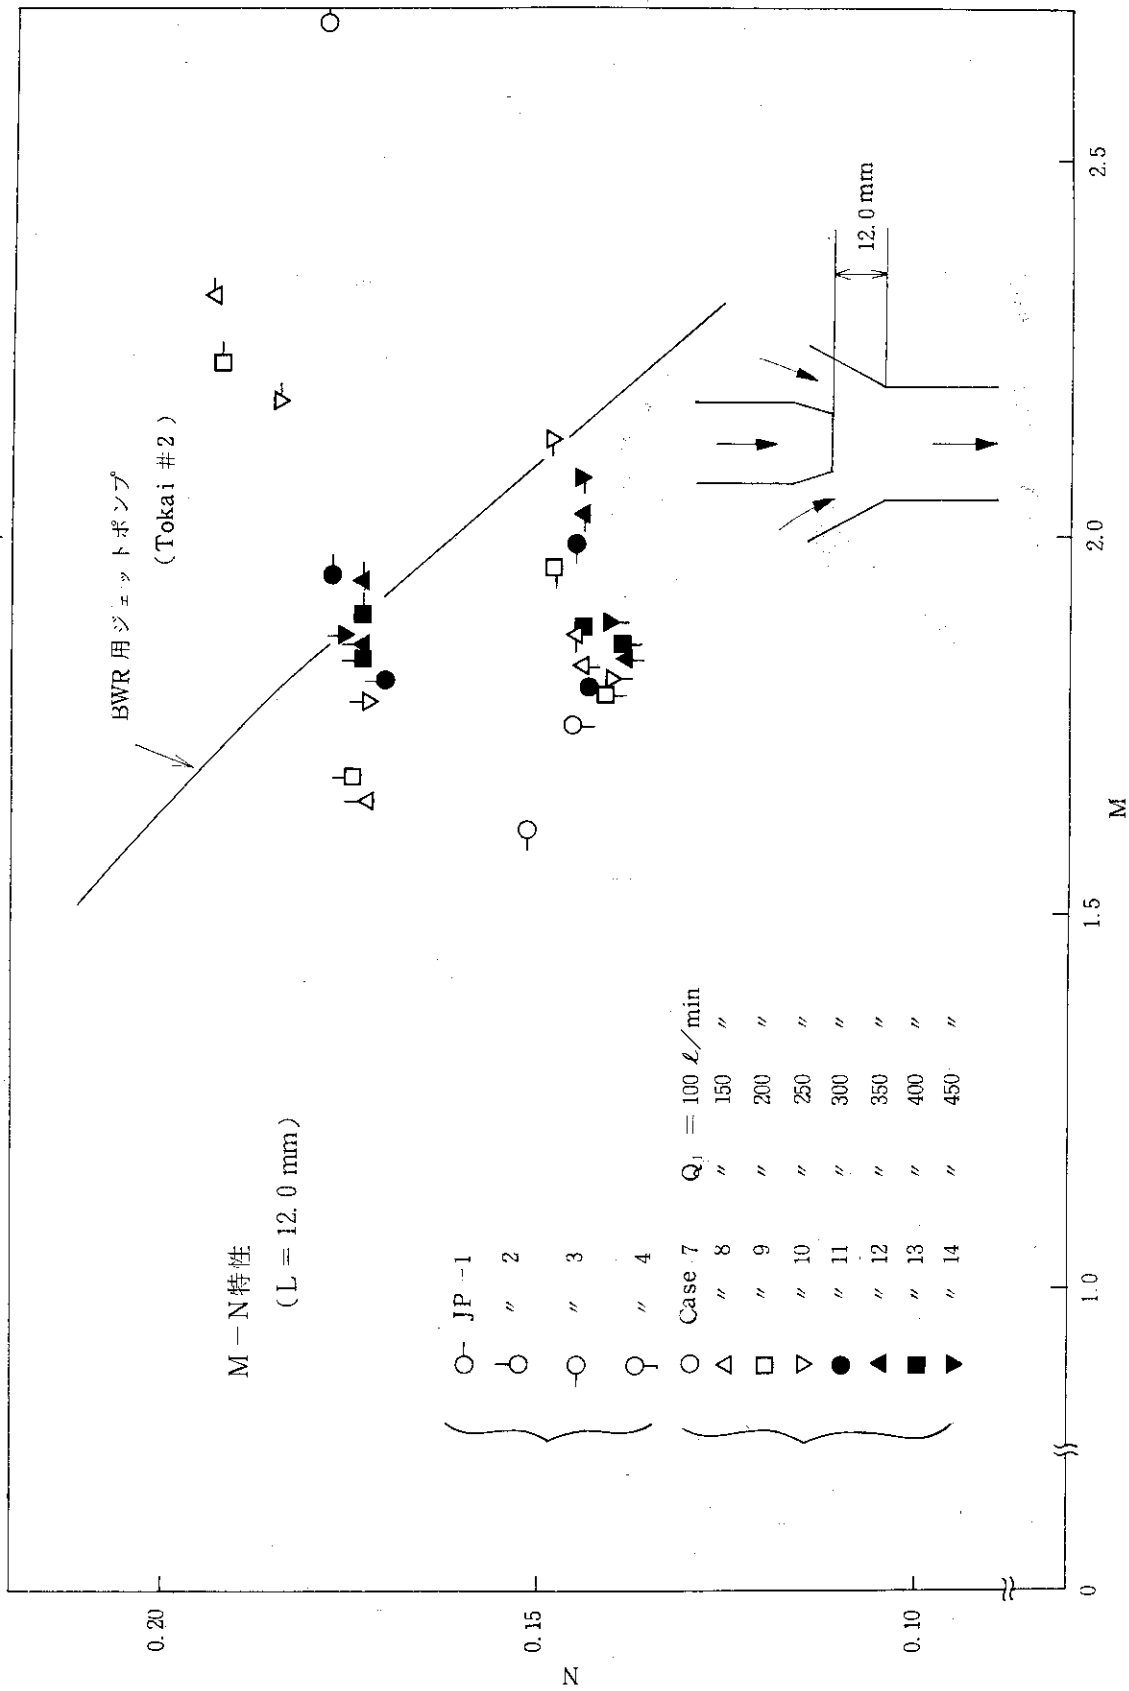 M－N特性
(L = 12.0 mm)
BWR用ジェットポンプ
(Tokai #2)
JP-1
〃 2
〃 3
〃 4
Case 7 Q₁ = 100 ℓ/min
〃 8 〃 150 〃
〃 9 〃 200 〃
〃 10 〃 250 〃
〃 11 〃 300 〃
〃 12 〃 350 〃
〃 13 〃 400 〃
〃 14 〃 450 〃
12.0 mm
N
0.20
0.15
0.10
0
1.0
1.5
2.0
2.5
M